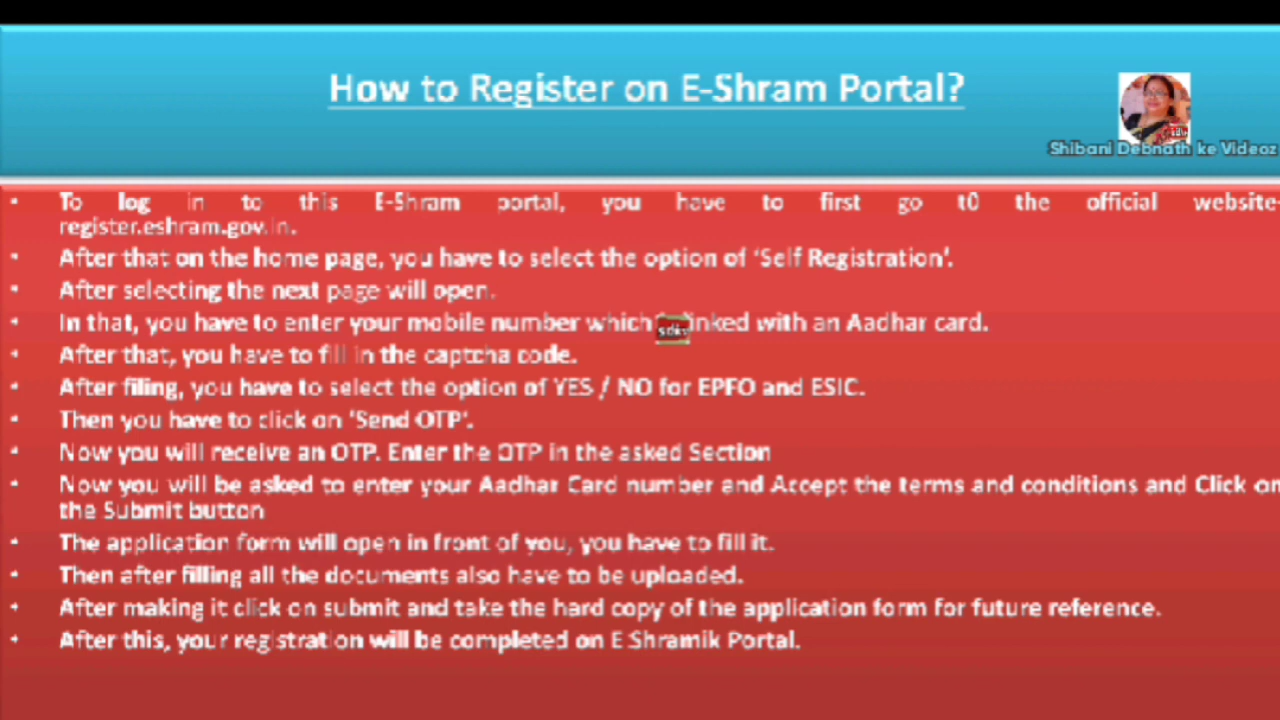 How to Register on E-Shram Portal?
Shibani Debnath ke Videoz
• To log in to this E-Shram portal, you have to first go t0 the official website-
register.eshram.gov.in.
• After that on the home page, you have to select the option of 'Self Registration'.
• After selecting the next page will open.
• In that, you have to enter your mobile number which linked with an Aadhar card.
• After that, you have to fill in the captcha code.
• After filing, you have to select the option of YES / NO for EPFO and ESIC.
• Then you have to click on 'Send OTP'.
• Now you will receive an OTP. Enter the OTP in the asked Section
• Now you will be asked to enter your Aadhar Card number and Accept the terms and conditions and Click on
the Submit button
• The application form will open in front of you, you have to fill it.
• Then after filling all the documents also have to be uploaded.
• After making it click on submit and take the hard copy of the application form for future reference.
• After this, your registration will be completed on E Shramik Portal.